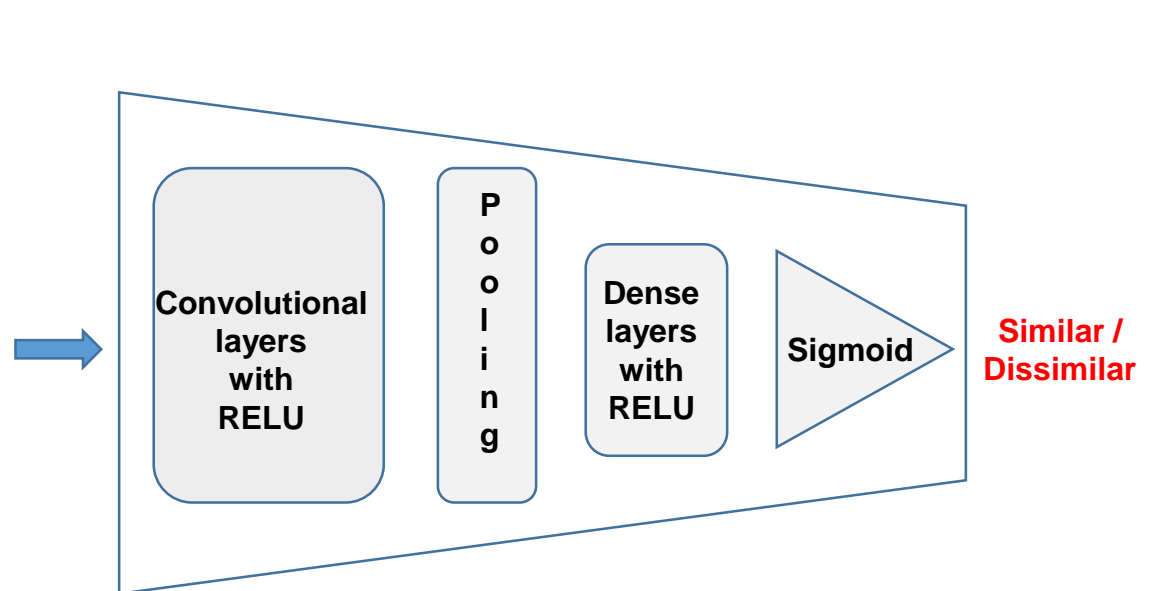 Convolutional
layers
with
RELU
P
o
o
l
i
n
g
Dense
layers
with
RELU
Sigmoid
Similar /
Dissimilar